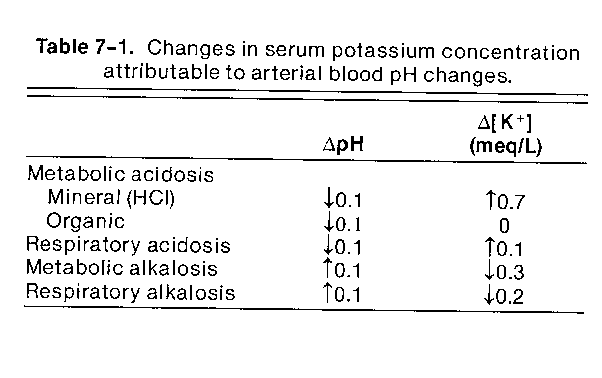 Table 7–1. Changes in serum potassium concentration
attributable to arterial blood pH changes.
ΔpH Δ[K⁺] (meq/L)
Metabolic acidosis
Mineral (HCl) ↓0.1 ↑0.7
Organic ↓0.1 0
Respiratory acidosis ↓0.1 ↑0.1
Metabolic alkalosis ↑0.1 ↓0.3
Respiratory alkalosis ↑0.1 ↓0.2